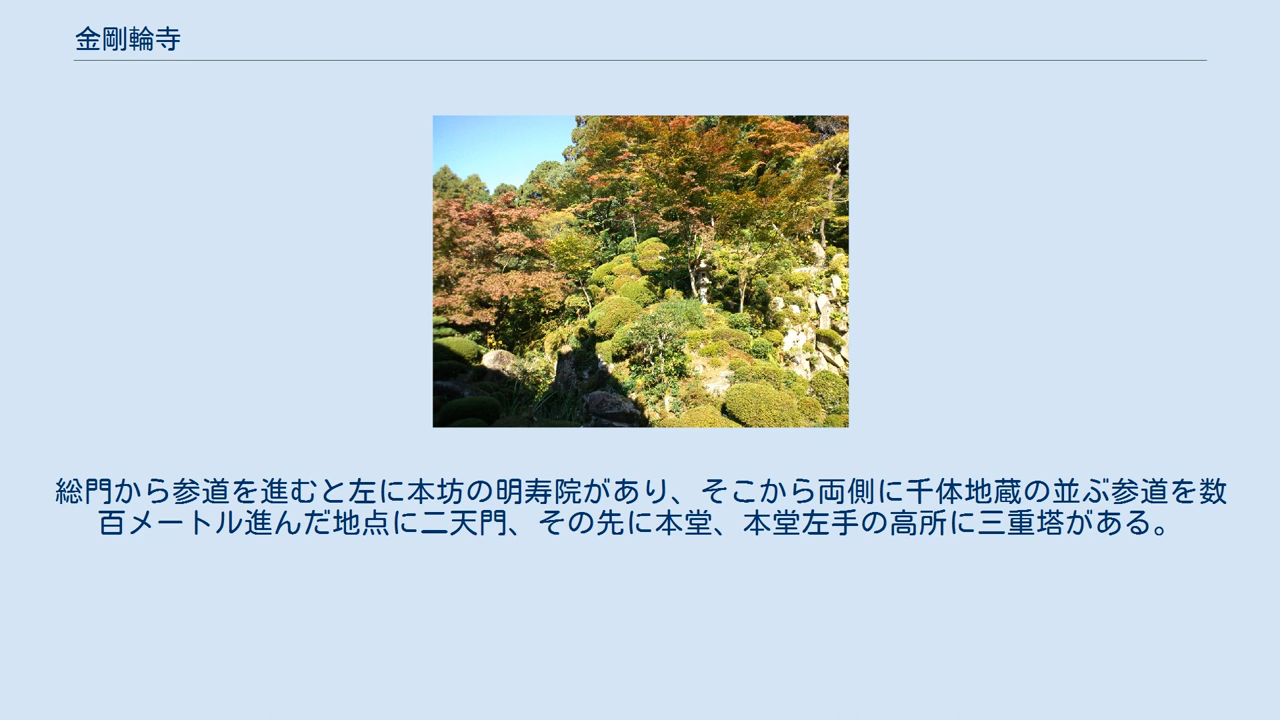 金剛輪寺
総門から参道を進むと左に本坊の明寿院があり、そこから両側に千体地蔵の並ぶ参道を数
百メートル進んだ地点に二天門、その先に本堂、本堂左手の高所に三重塔がある。